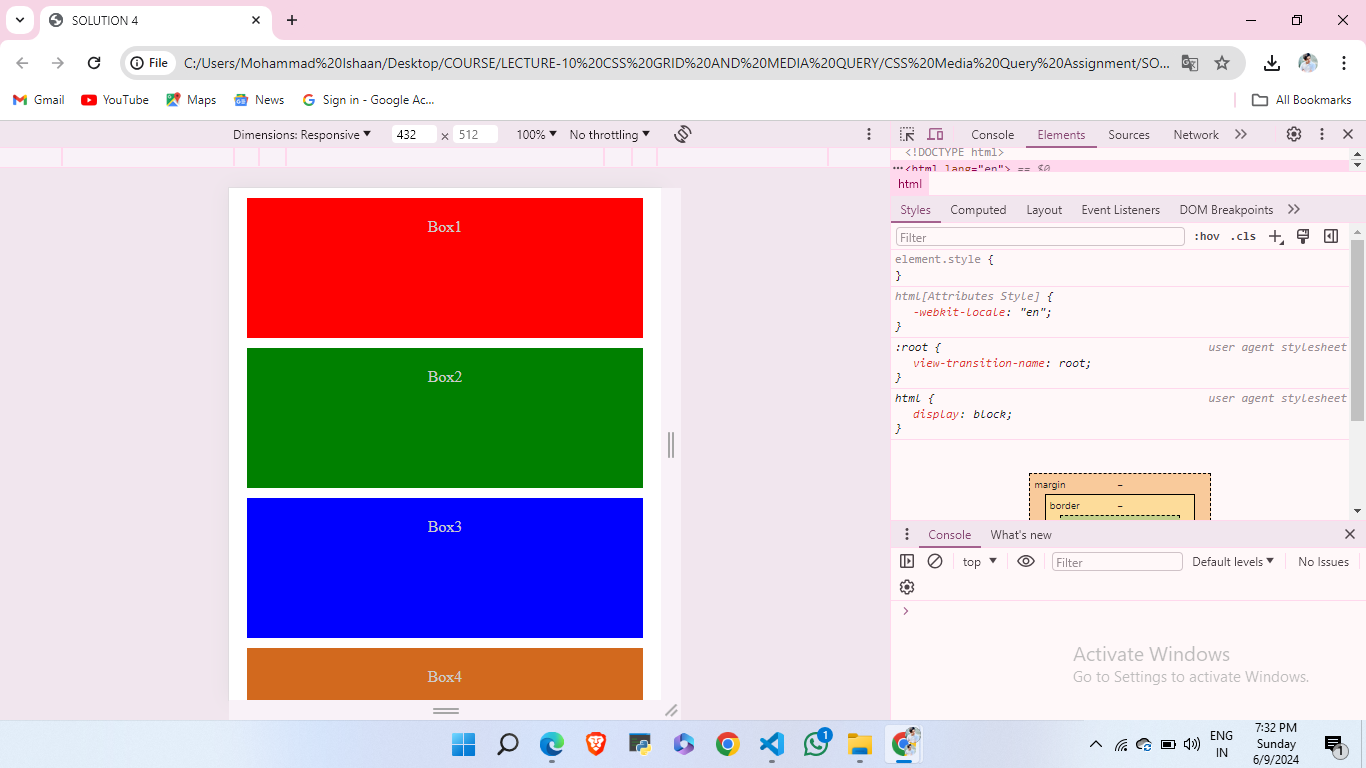 SOLUTION 4
File C:/Users/Mohammad%20Ishaan/Desktop/COURSE/LECTURE-10%20CSS%20GRID%20AND%20MEDIA%20QUERY/CSS%20Media%20Query%20Assignment/SO...
Gmail YouTube Maps News Sign in - Google Ac... All Bookmarks
Dimensions: Responsive 432 × 512 100% No throttling
Console Elements Sources Network
<!DOCTYPE html>
<html lang="en"> == $0
html
Styles Computed Layout Event Listeners DOM Breakpoints
Filter :hov .cls
element.style {
}
html[Attributes Style] {
-webkit-locale: "en";
}
:root { user agent stylesheet
view-transition-name: root;
}
html { user agent stylesheet
display: block;
}
margin –
border –
Console What's new
top Filter Default levels No Issues
Box1
Box2
Box3
Box4
Activate Windows
Go to Settings to activate Windows.
1
ENG
IN
7:32 PM
Sunday
6/9/2024
1